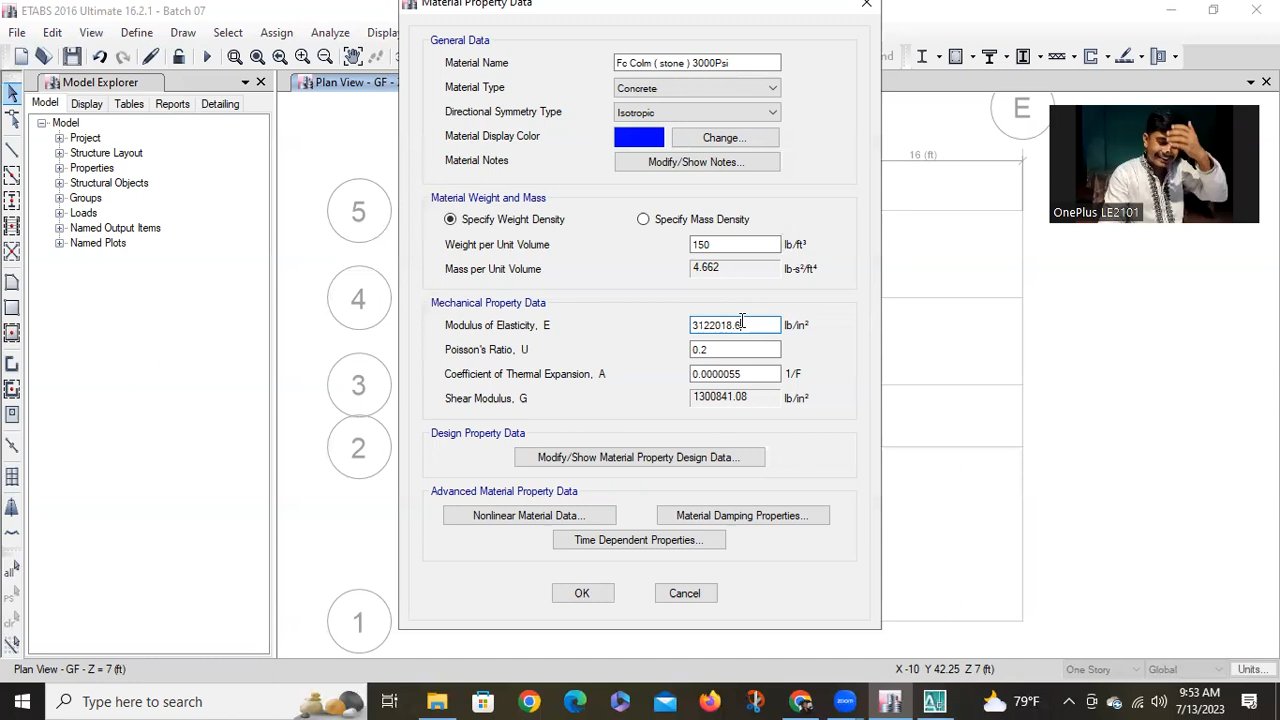 ETABS 2016 Ultimate 16.2.1 - Batch 07
File Edit View Define Draw Select Assign Analyze Display
Model Explorer
Model Display Tables Reports Detailing
Model
Project
Structure Layout
Properties
Structural Objects
Groups
Loads
Named Output Items
Named Plots
Plan View - GF - Z
5
4
3
2
1
Material Property Data
General Data
Material Name Fc Colm ( stone ) 3000Psi
Material Type Concrete
Directional Symmetry Type Isotropic
Material Display Color Change...
Material Notes Modify/Show Notes...
Material Weight and Mass
Specify Weight Density Specify Mass Density
Weight per Unit Volume 150 lb/ft³
Mass per Unit Volume 4.662 lb-s²/ft⁴
Mechanical Property Data
Modulus of Elasticity, E 3122018.6 lb/in²
Poisson's Ratio, U 0.2
Coefficient of Thermal Expansion, A 0.0000055 1/F
Shear Modulus, G 1300841.08 lb/in²
Design Property Data
Modify/Show Material Property Design Data...
Advanced Material Property Data
Nonlinear Material Data... Material Damping Properties...
Time Dependent Properties...
OK Cancel
nd
E
16 (ft)
OnePlus LE2101
all
PS
clr
Plan View - GF - Z = 7 (ft) X -10 Y 42.25 Z 7 (ft) One Story Global Units...
Type here to search 79°F 9:53 AM
7/13/2023